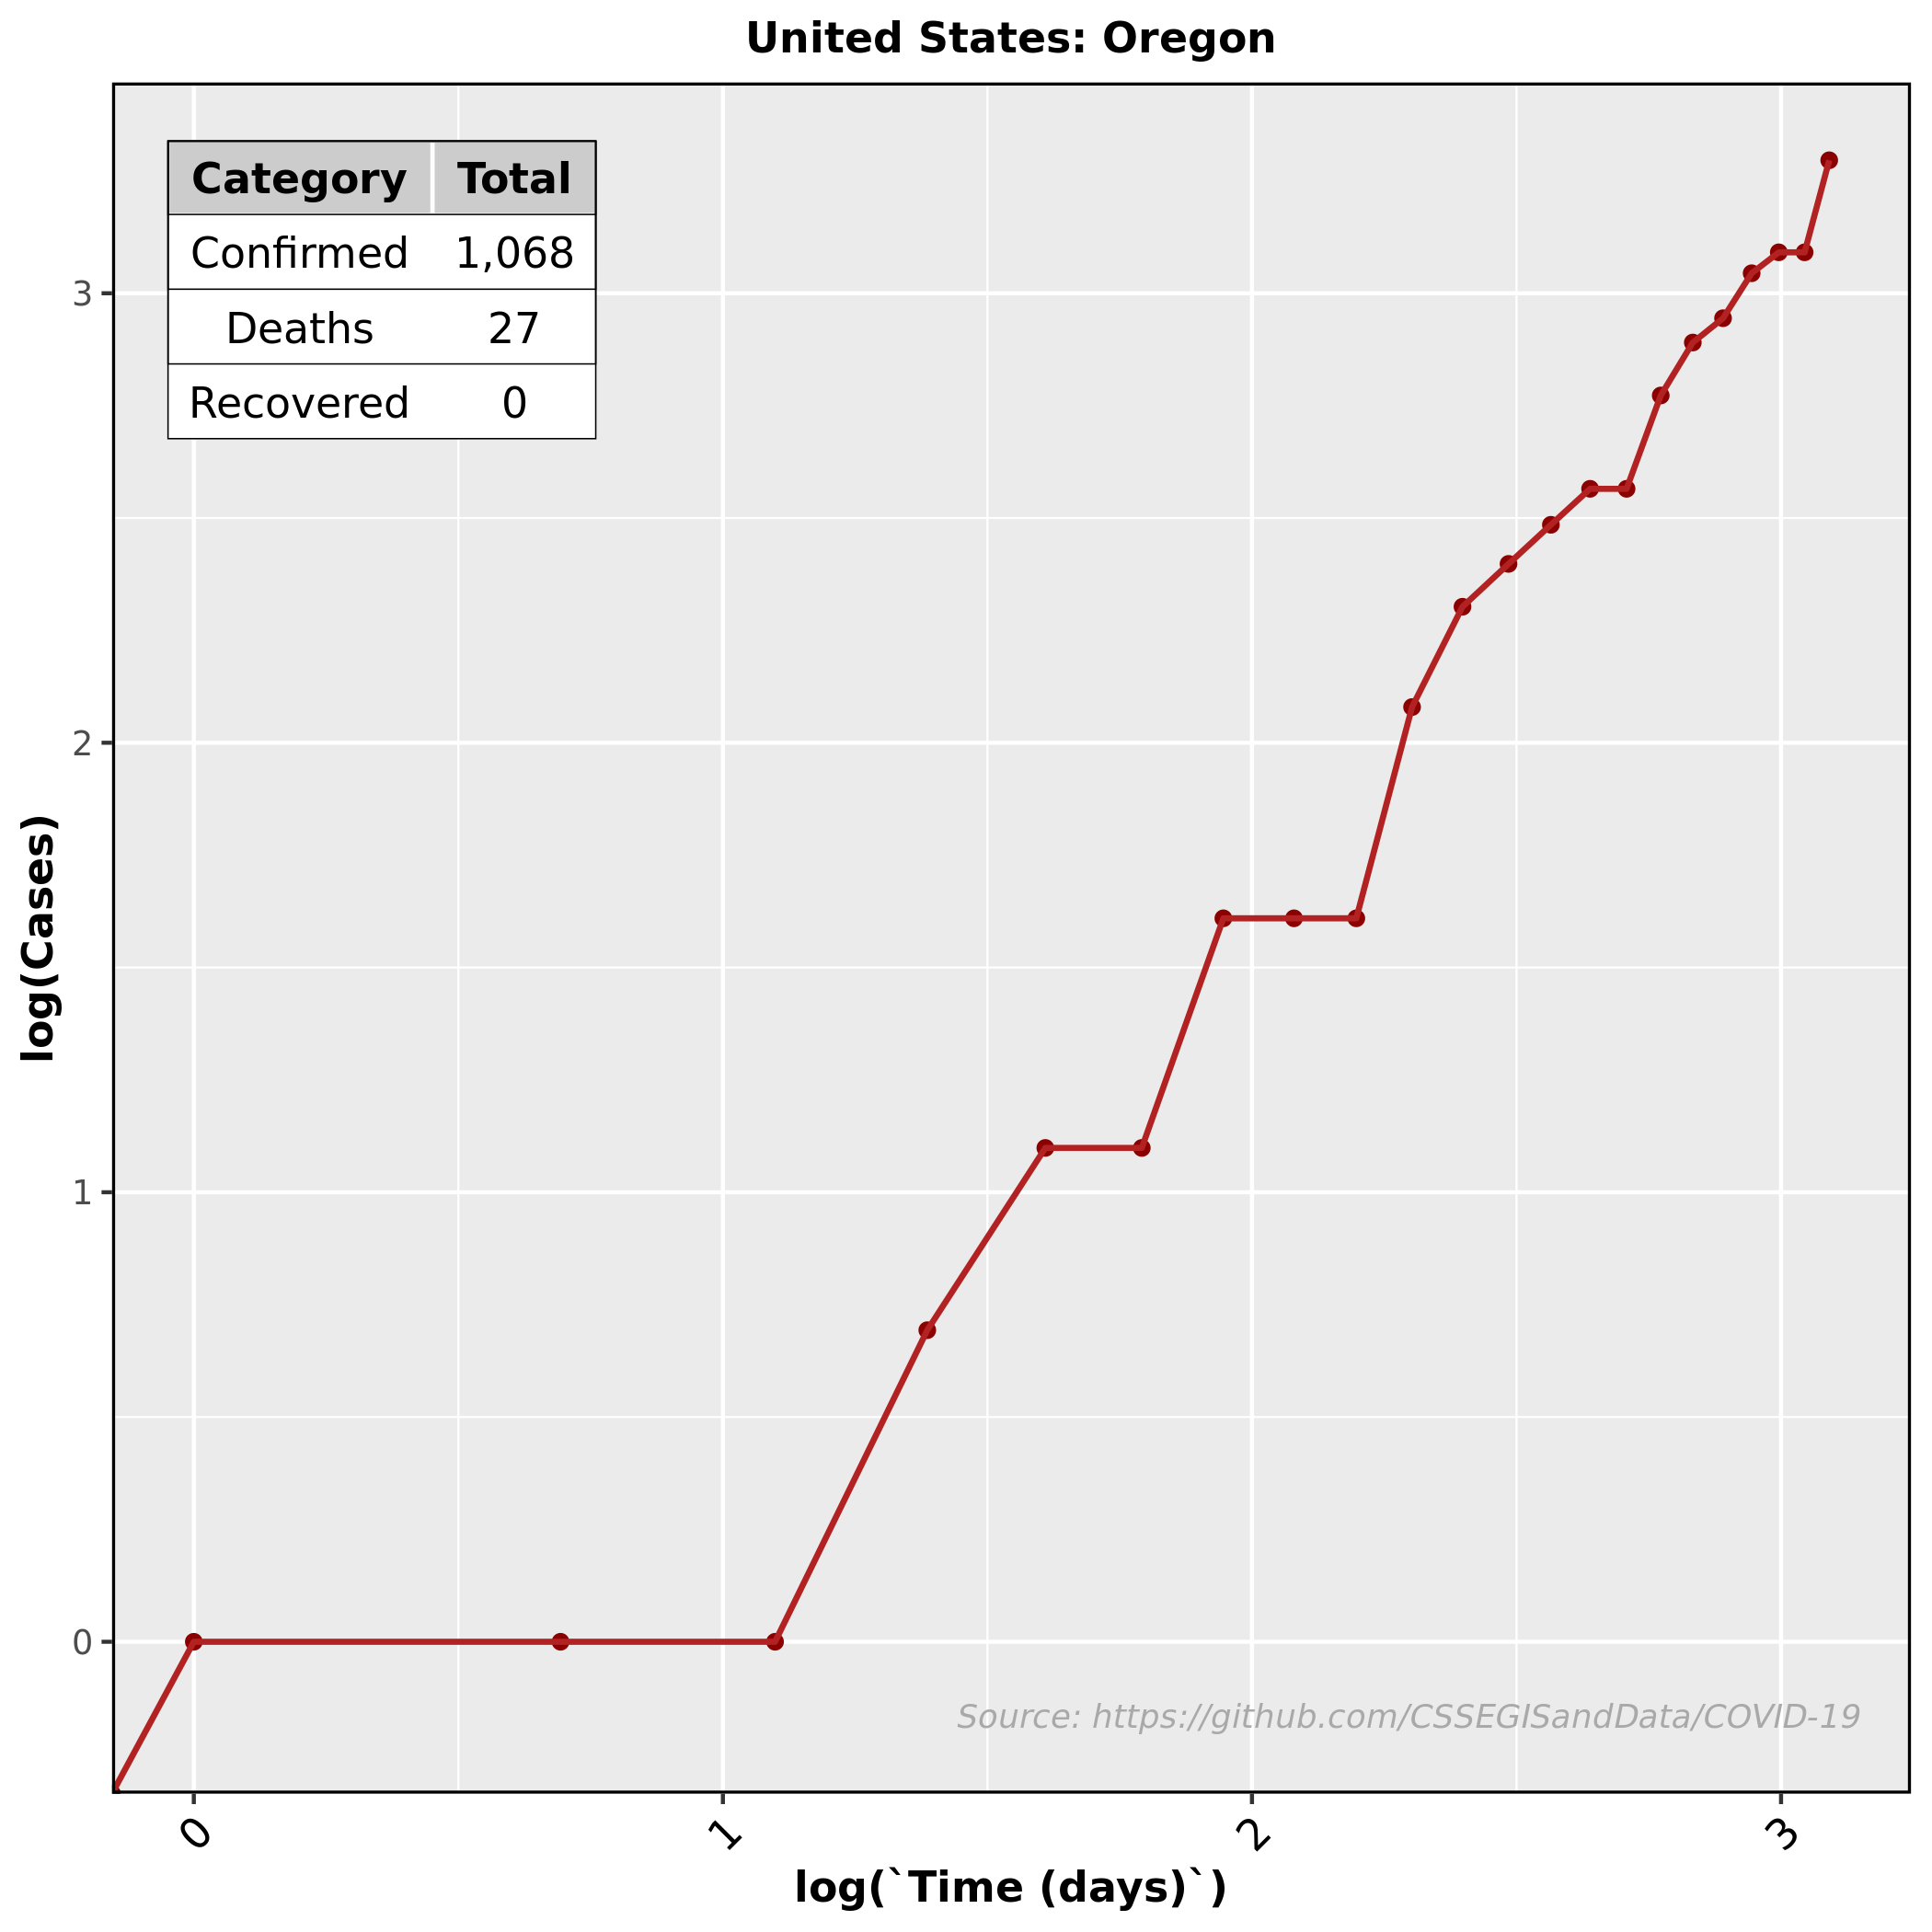 United States: Oregon
Category Total
Confirmed 1,068
Deaths 27
Recovered 0
3
2
1
0
log(Cases)
Source: https://github.com/CSSEGISandData/COVID-19
0 1 2 3
log(`Time (days)`)